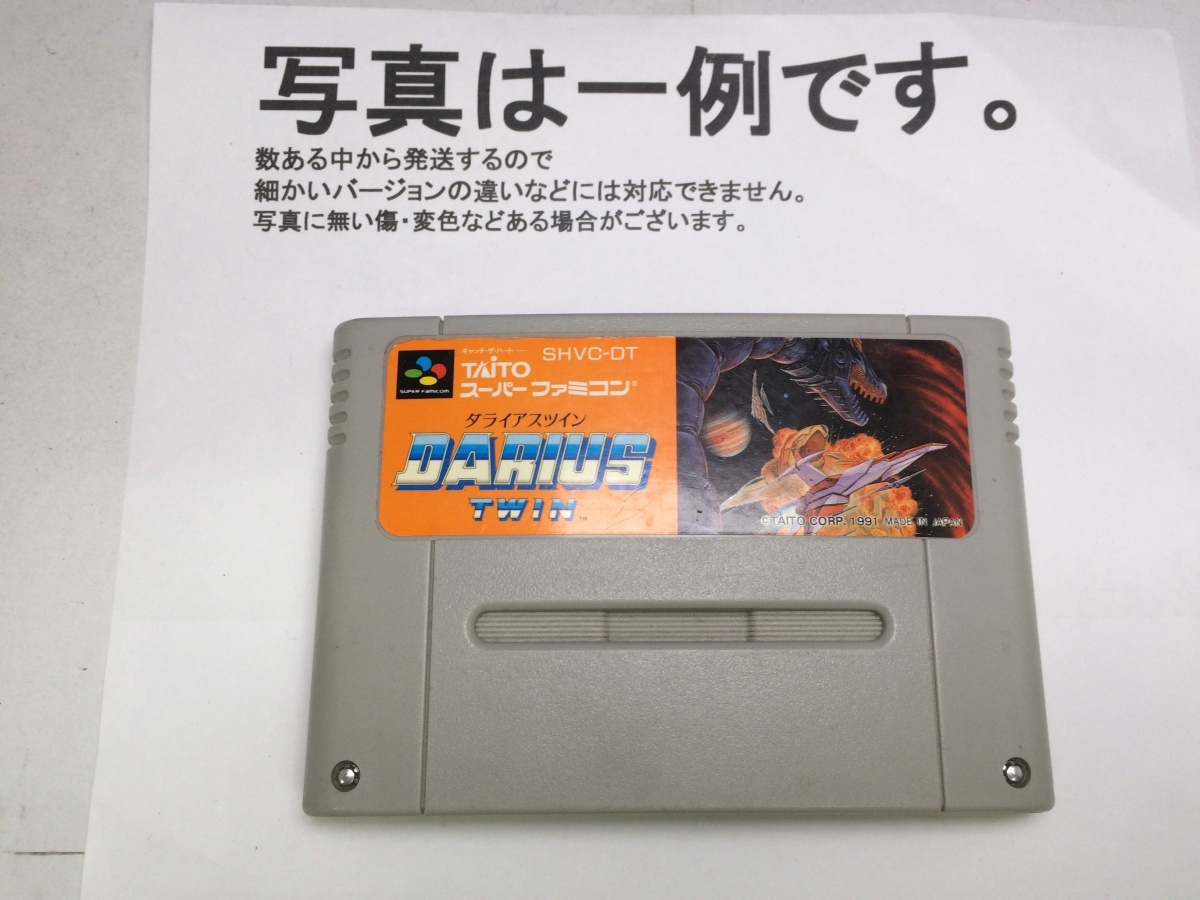 写真は一例です。
数ある中から発送するので
細かいバージョンの違いなどには対応できません。
写真に無い傷・変色などある場合がございます。
キャッチ・ザ・ハート
SHVC-DT
TAITO
SUPER FAMICOM
スーパーファミコン®
ダライアスツイン
DARIUS
TWIN™
©TAITO CORP. 1991 MADE IN JAPAN